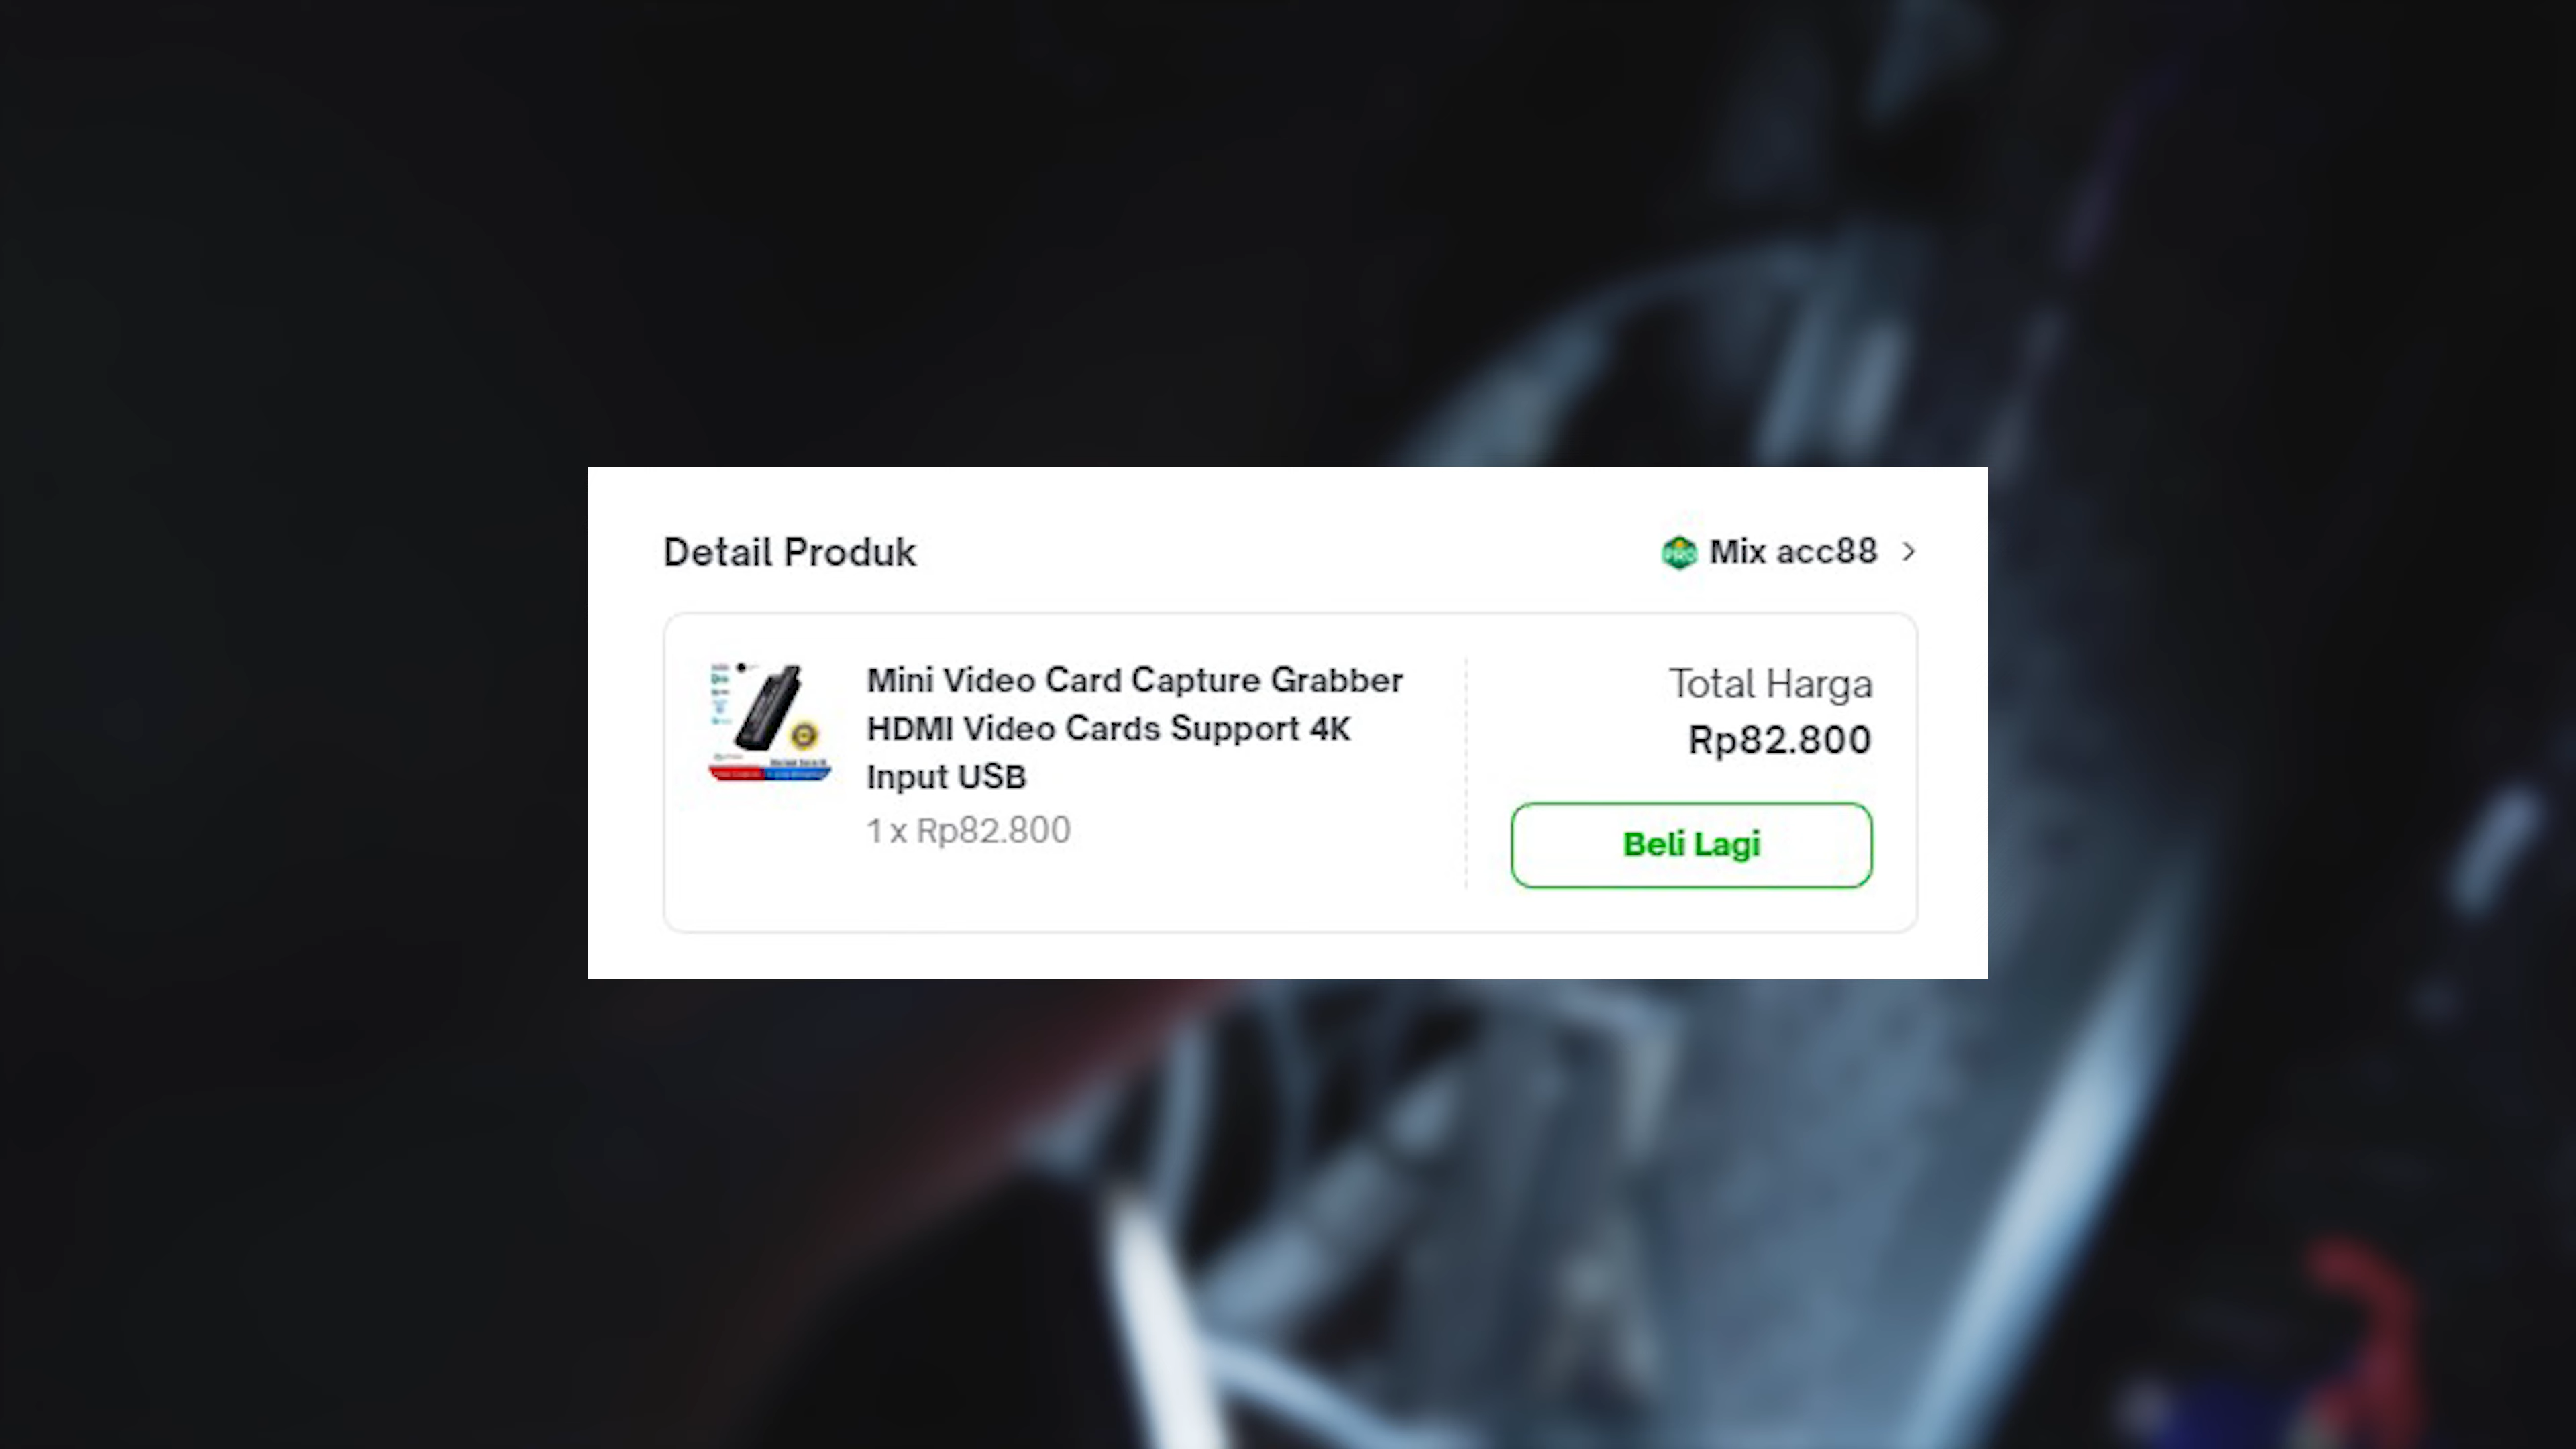 Detail Produk
PRO Mix acc88
Mini Video Card Capture Grabber
HDMI Video Cards Support 4K
Input USB
1 x Rp82.800
Total Harga
Rp82.800
Beli Lagi